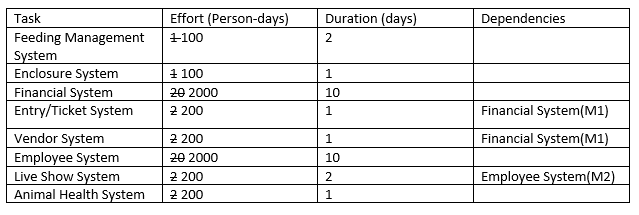 Task Effort (Person-days) Duration (days) Dependencies
Feeding Management 1 100 2
System
Enclosure System 1 100 1
Financial System 20 2000 10
Entry/Ticket System 2 200 1 Financial System(M1)
Vendor System 2 200 1 Financial System(M1)
Employee System 20 2000 10
Live Show System 2 200 2 Employee System(M2)
Animal Health System 2 200 1